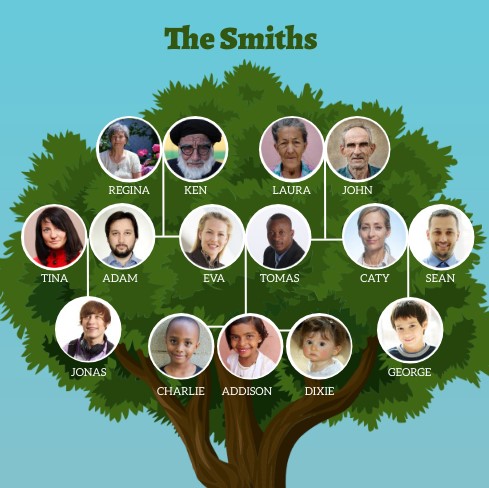 The Smiths
REGINA KEN LAURA JOHN
TINA ADAM EVA TOMAS CATY SEAN
JONAS
CHARLIE ADDISON DIXIE
GEORGE